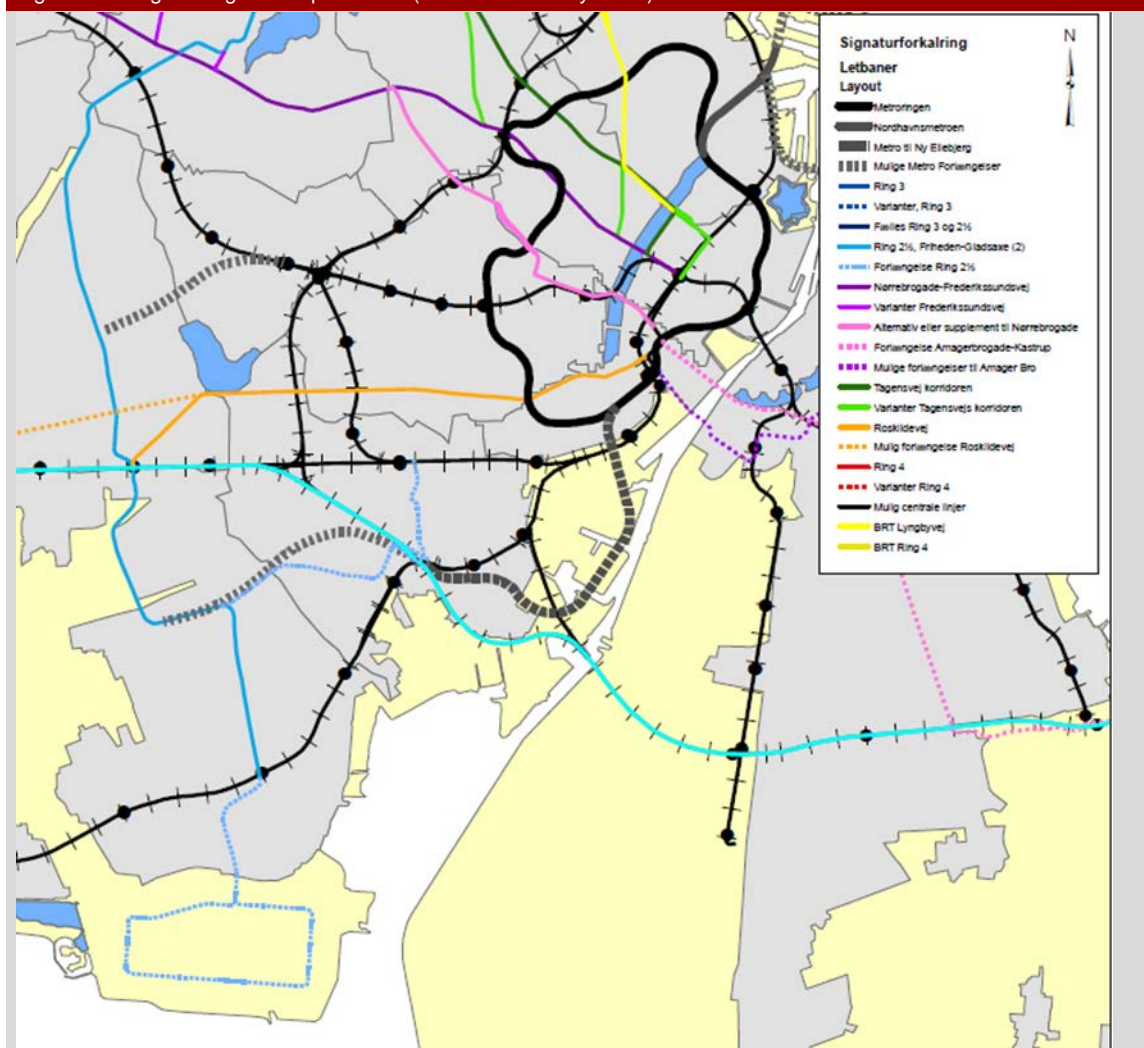 Signaturforkalring
N
Letbaner
Layout
Metroringen
Nordhavnsmetroen
Metro til Ny Ellebjerg
Mulige Metro Forlængelser
Ring 3
Varianter, Ring 3
Fælles Ring 3 og 2½
Ring 2½, Friheden-Gladsaxe (2)
Forlængelse Ring 2½
Nørrebrogade-Frederikssundsvej
Varianter Frederikssundsvej
Alternativ eller supplement til Nørrebrogade
Forlængelse Amagerbrogade-Kastrup
Mulige forlængelser til Amager Bro
Tagensvej korridoren
Varianter Tagensvejs korridoren
Roskildevej
Mulig forlængelse Roskildevej
Ring 4
Varianter Ring 4
Mulig centrale linjer
BRT Lyngbyvej
BRT Ring 4